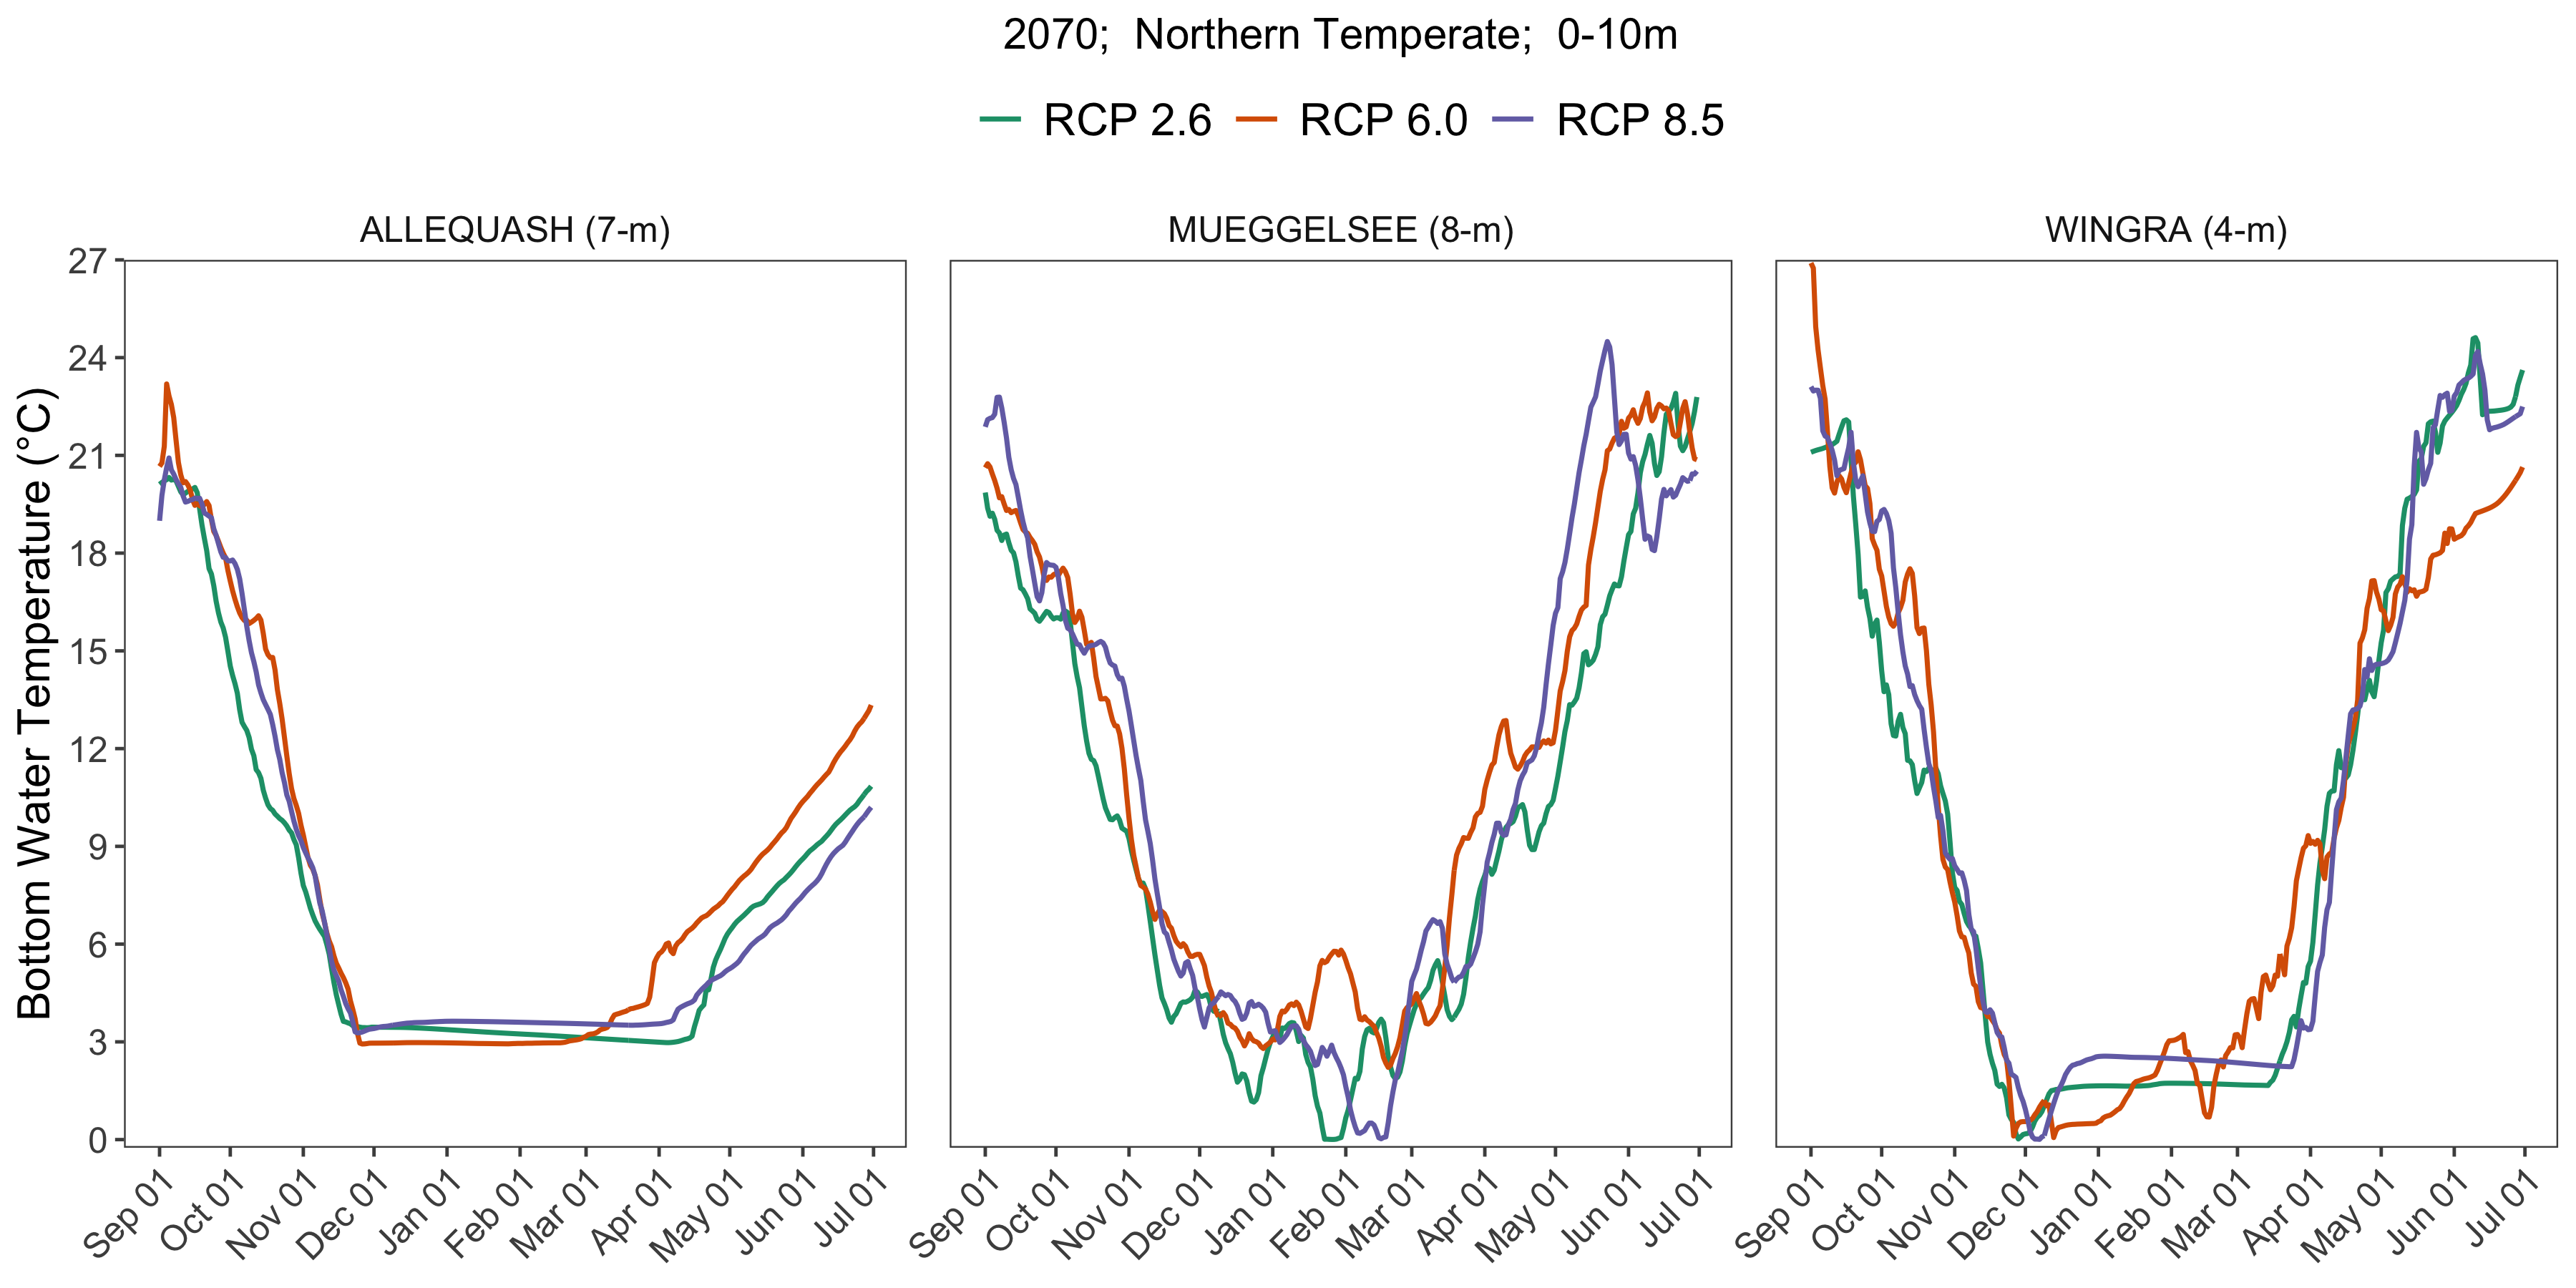 2070;  Northern Temperate;  0-10m
RCP 2.6 RCP 6.0 RCP 8.5
ALLEQUASH (7-m) MUEGGELSEE (8-m) WINGRA (4-m)
Bottom Water Temperature (°C)
27
24
21
18
15
12
9
6
3
0
Sep 01 Oct 01 Nov 01 Dec 01 Jan 01 Feb 01 Mar 01 Apr 01 May 01 Jun 01 Jul 01 Sep 01 Oct 01 Nov 01 Dec 01 Jan 01 Feb 01 Mar 01 Apr 01 May 01 Jun 01 Jul 01 Sep 01 Oct 01 Nov 01 Dec 01 Jan 01 Feb 01 Mar 01 Apr 01 May 01 Jun 01 Jul 01